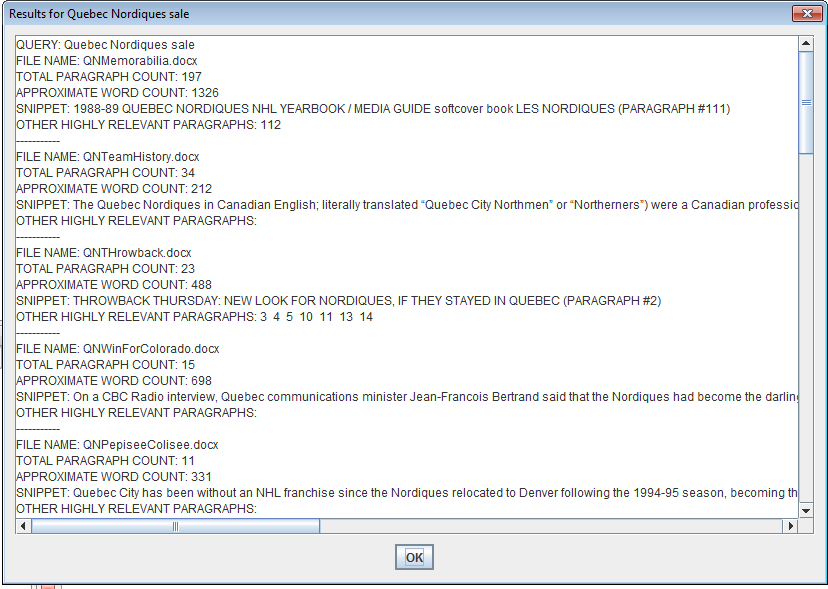 Results for Quebec Nordiques sale
QUERY: Quebec Nordiques sale
FILE NAME: QNMemorabilia.docx
TOTAL PARAGRAPH COUNT: 197
APPROXIMATE WORD COUNT: 1326
SNIPPET: 1988-89 QUEBEC NORDIQUES NHL YEARBOOK / MEDIA GUIDE softcover book LES NORDIQUES (PARAGRAPH #111)
OTHER HIGHLY RELEVANT PARAGRAPHS: 112
-----------
FILE NAME: QNTeamHistory.docx
TOTAL PARAGRAPH COUNT: 34
APPROXIMATE WORD COUNT: 212
SNIPPET: The Quebec Nordiques in Canadian English; literally translated “Quebec City Northmen” or “Northerners”) were a Canadian professio
OTHER HIGHLY RELEVANT PARAGRAPHS:
-----------
FILE NAME: QNTHrowback.docx
TOTAL PARAGRAPH COUNT: 23
APPROXIMATE WORD COUNT: 488
SNIPPET: THROWBACK THURSDAY: NEW LOOK FOR NORDIQUES, IF THEY STAYED IN QUEBEC (PARAGRAPH #2)
OTHER HIGHLY RELEVANT PARAGRAPHS: 3 4 5 10 11 13 14
-----------
FILE NAME: QNWinForColorado.docx
TOTAL PARAGRAPH COUNT: 15
APPROXIMATE WORD COUNT: 698
SNIPPET: On a CBC Radio interview, Quebec communications minister Jean-Francois Bertrand said that the Nordiques had become the darling
OTHER HIGHLY RELEVANT PARAGRAPHS:
-----------
FILE NAME: QNPepiseeColisee.docx
TOTAL PARAGRAPH COUNT: 11
APPROXIMATE WORD COUNT: 331
SNIPPET: Quebec City has been without an NHL franchise since the Nordiques relocated to Denver following the 1994-95 season, becoming th
OTHER HIGHLY RELEVANT PARAGRAPHS:
OK